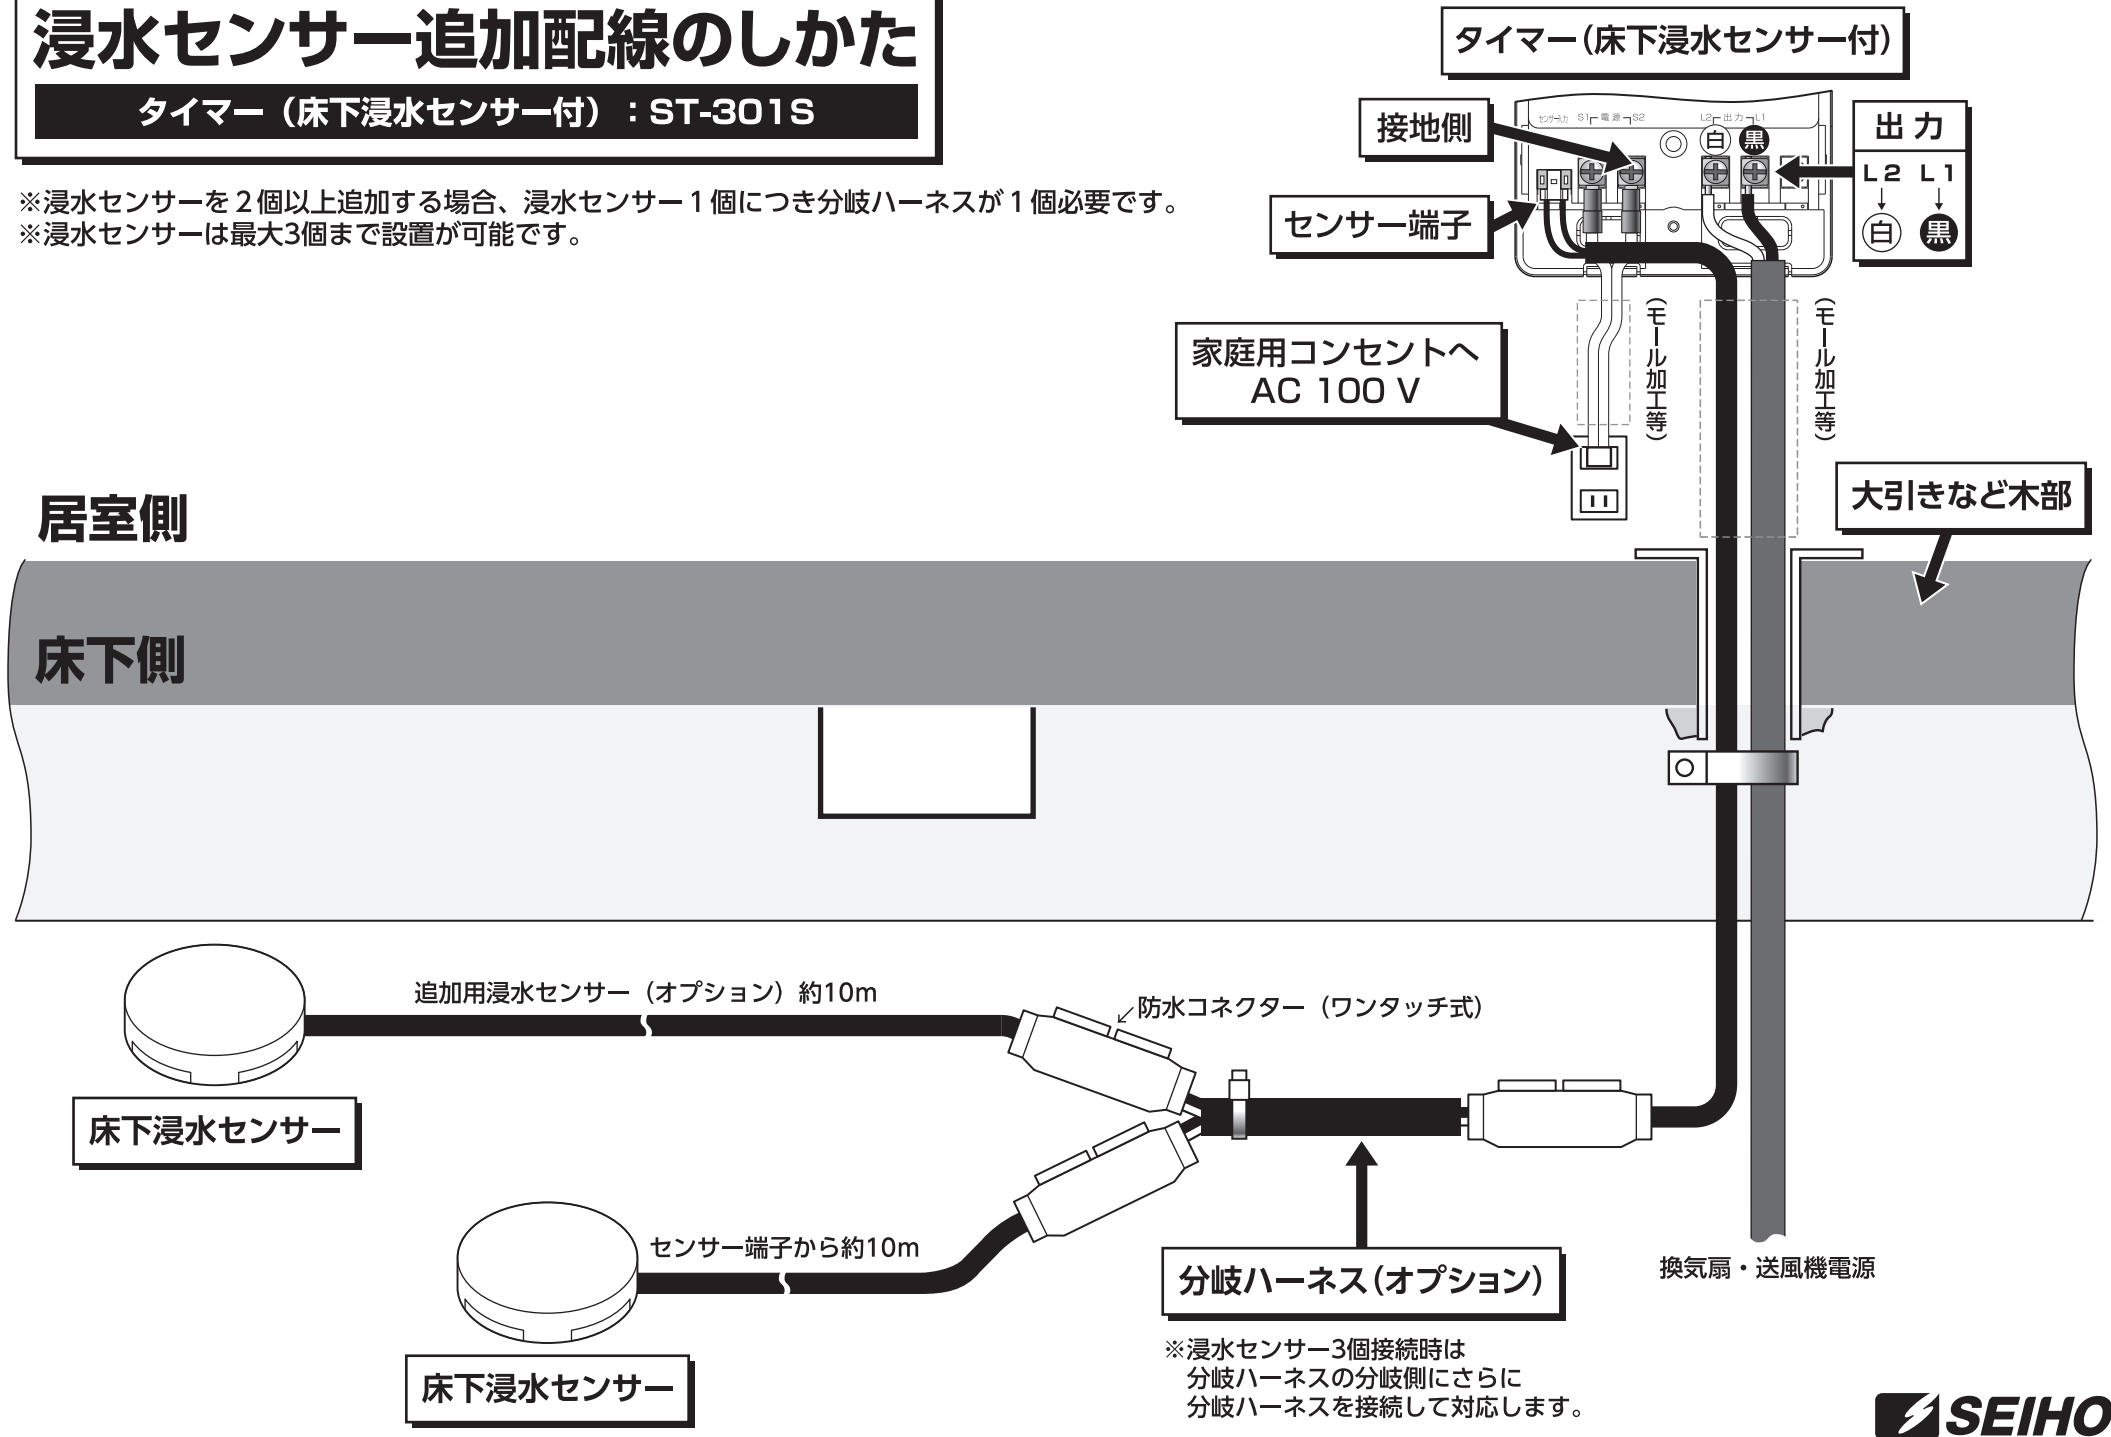 浸水センサー追加配線のしかた
タイマー（床下浸水センサー付）：ST-301S
※浸水センサーを２個以上追加する場合、浸水センサー１個につき分岐ハーネスが１個必要です。
※浸水センサーは最大3個まで設置が可能です。
タイマー（床下浸水センサー付）
接地側
センサー入力 S1 電源 S2 L2 出力 L1
白 黒
出力
L2 L1
白 黒
センサー端子
（モール加工等）
（モール加工等）
家庭用コンセントへ
AC 100 V
大引きなど木部
居室側
床下側
追加用浸水センサー（オプション）約10m
防水コネクター（ワンタッチ式）
床下浸水センサー
センサー端子から約10m
分岐ハーネス（オプション）
換気扇・送風機電源
※浸水センサー3個接続時は
分岐ハーネスの分岐側にさらに
分岐ハーネスを接続して対応します。
床下浸水センサー
SEIHO